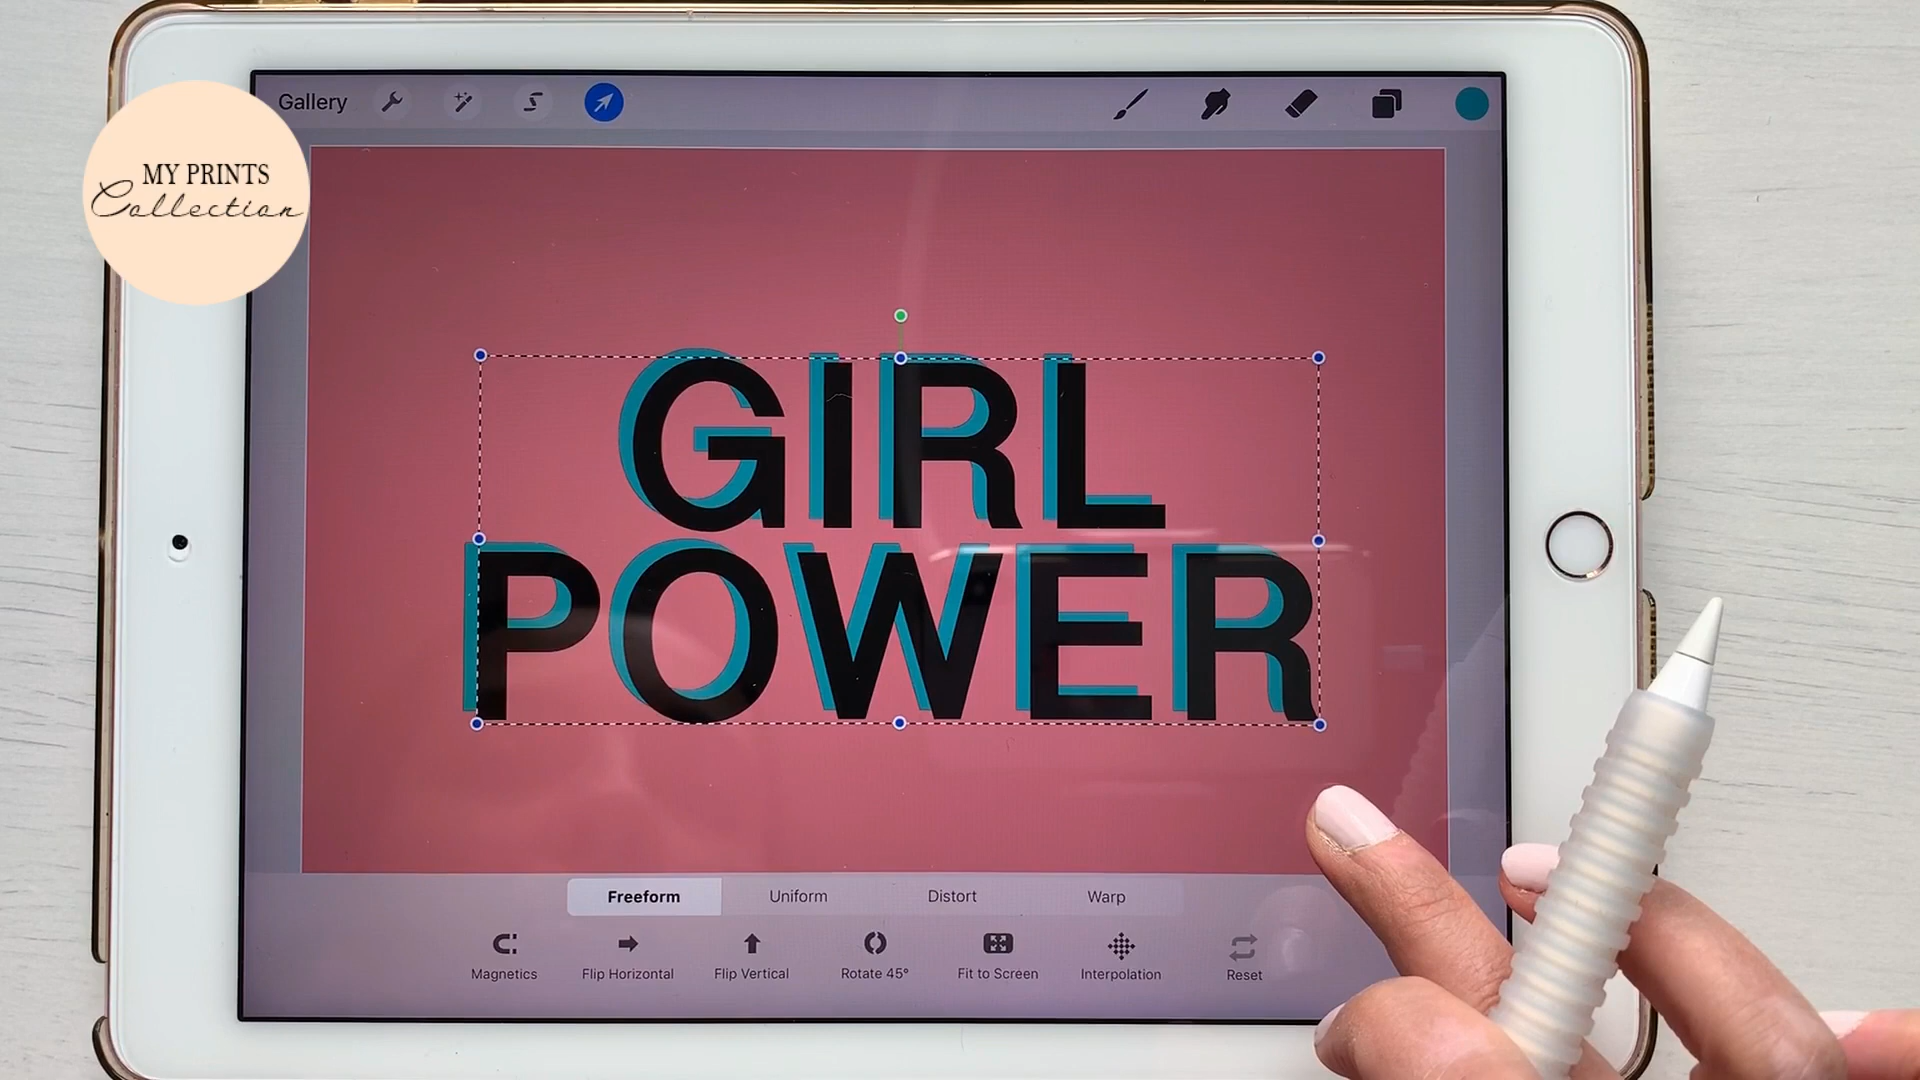 Gallery
MY PRINTS
Collection
GIRL
POWER
Freeform Uniform Distort Warp
Magnetics Flip Horizontal Flip Vertical Rotate 45° Fit to Screen Interpolation Reset